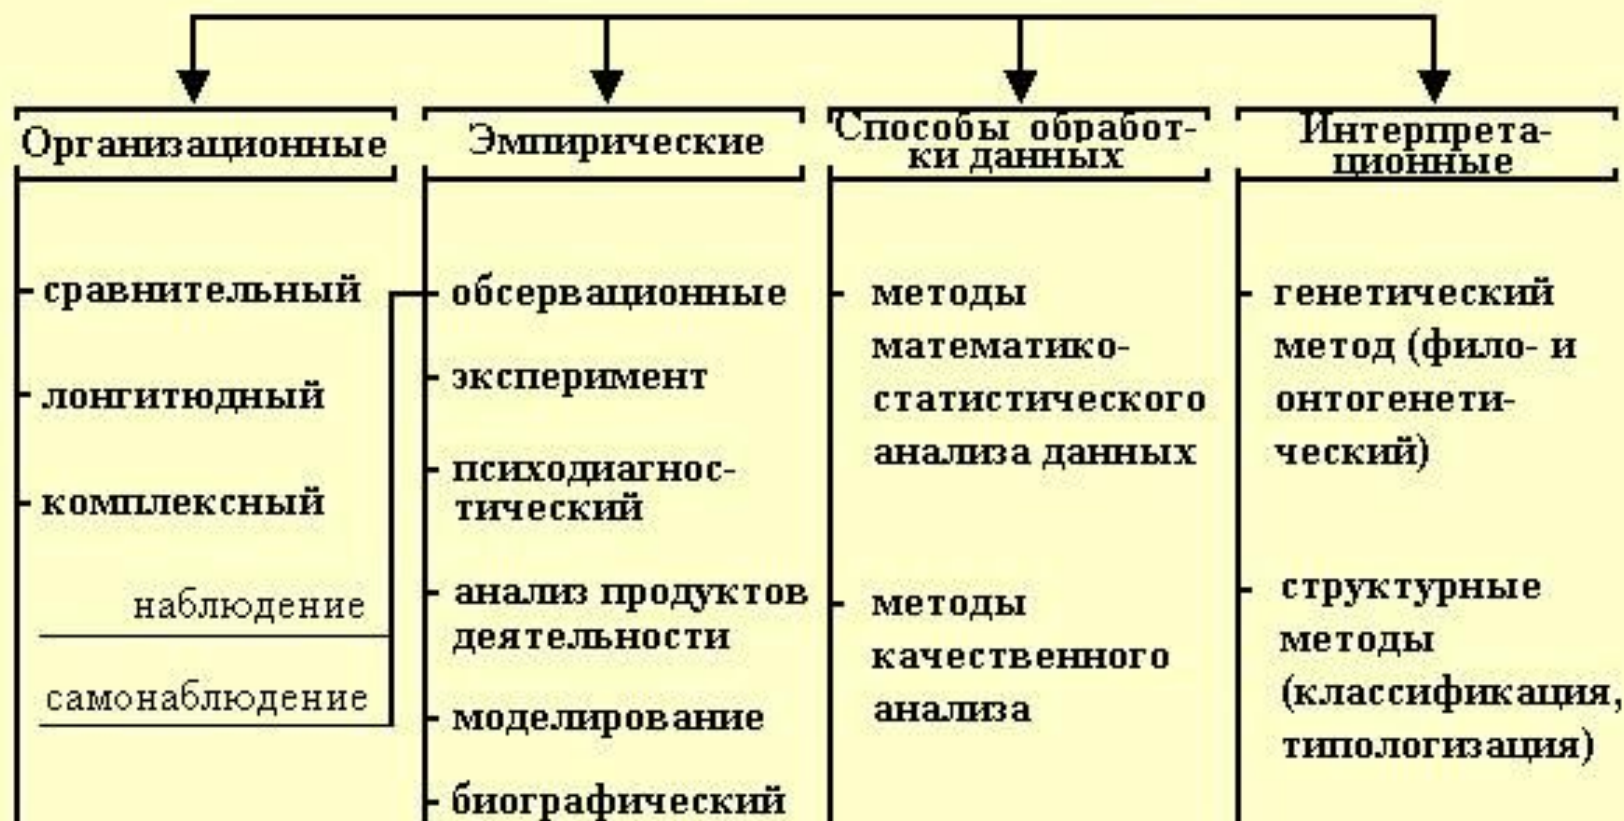 Организационные
сравнительный
лонгитюдный
комплексный
наблюдение
самонаблюдение
Эмпирические
обсервационные
эксперимент
психодиагнос-
тический
анализ продуктов
деятельности
моделирование
биографический
Способы обработ-
ки данных
методы
математико-
статистического
анализа данных
методы
качественного
анализа
Интерпрета-
ционные
генетический
метод (фило- и
онтогенети-
ческий)
структурные
методы
(классификация,
типологизация)